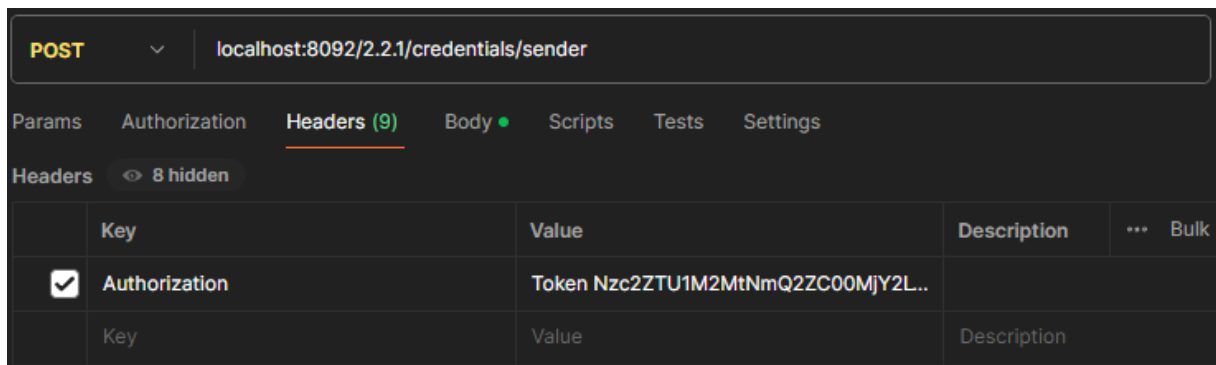 POST localhost:8092/2.2.1/credentials/sender
Params Authorization Headers (9) Body Scripts Tests Settings
Headers 8 hidden
Key Value Description ••• Bulk
Authorization Token Nzc2ZTU1M2MtNmQ2ZC00MjY2L...
Key Value Description